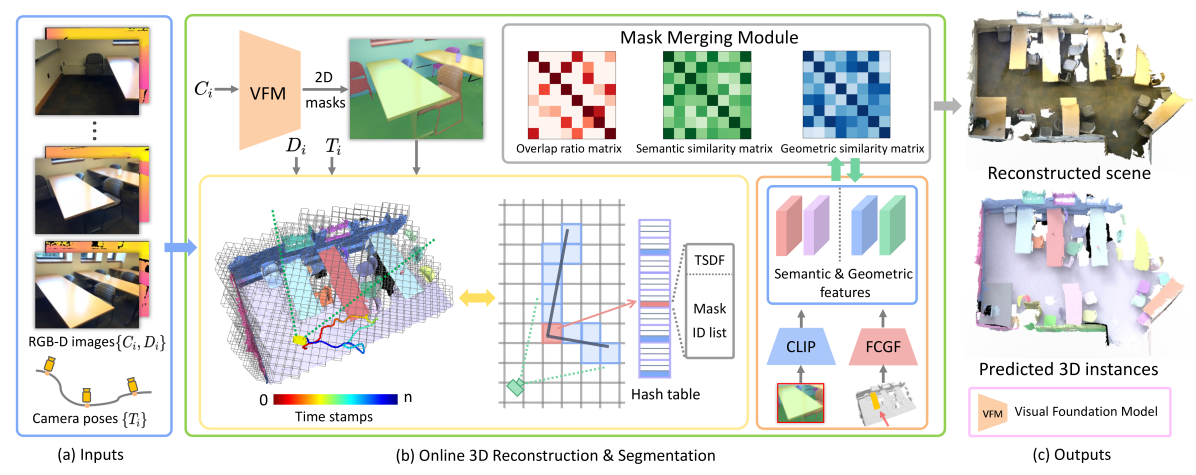 RGB-D images{C_i, D_i}
Camera poses {T_i}
(a) Inputs
C_i
VFM
2D
masks
D_i
T_i
Mask Merging Module
Overlap ratio matrix
Semantic similarity matrix
Geometric similarity matrix
0
n
Time stamps
TSDF
Mask
ID list
Hash table
Semantic & Geometric
features
CLIP
FCGF
(b) Online 3D Reconstruction & Segmentation
Reconstructed scene
Predicted 3D instances
VFM
Visual Foundation Model
(c) Outputs